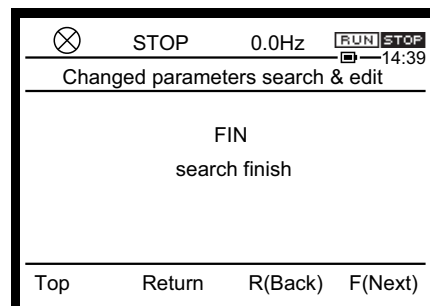 STOP 0.0Hz RUN STOP
14:39
Changed parameters search & edit
FIN
search finish
Top Return R(Back) F(Next)